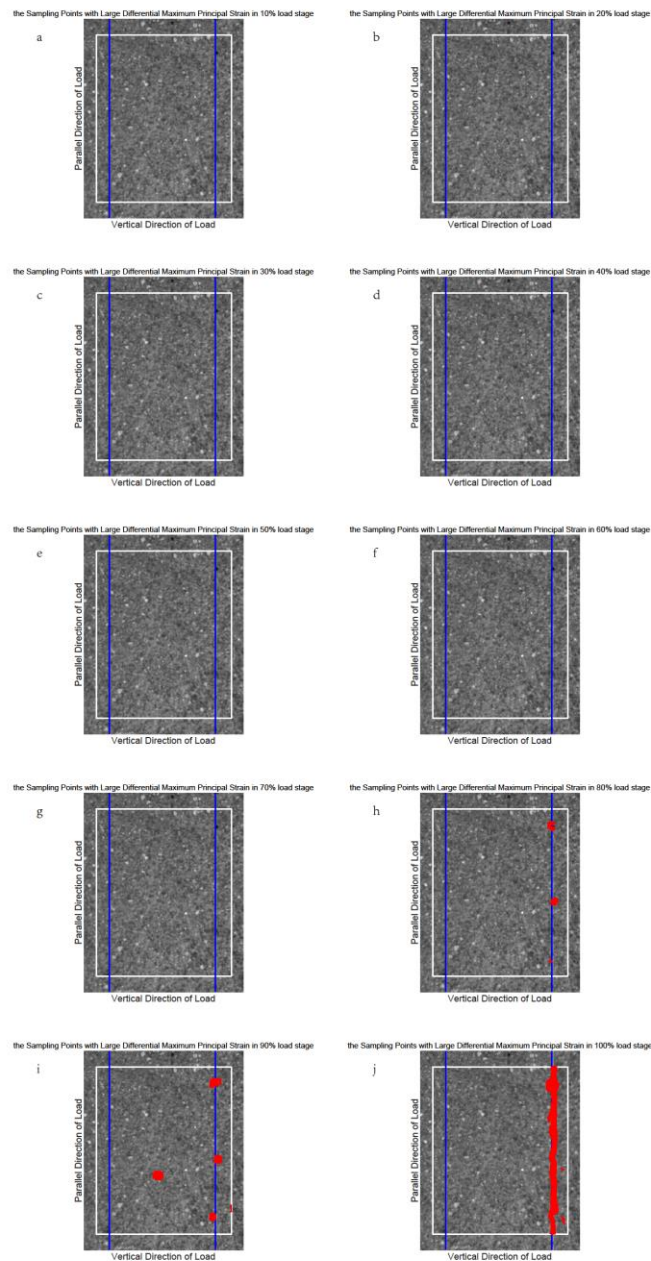 the Sampling Points with Large Differential Maximum Principal Strain in 10% load stage
a
Parallel Direction of Load
Vertical Direction of Load
the Sampling Points with Large Differential Maximum Principal Strain in 20% load stage
b
Parallel Direction of Load
Vertical Direction of Load
the Sampling Points with Large Differential Maximum Principal Strain in 30% load stage
c
Parallel Direction of Load
Vertical Direction of Load
the Sampling Points with Large Differential Maximum Principal Strain in 40% load stage
d
Parallel Direction of Load
Vertical Direction of Load
the Sampling Points with Large Differential Maximum Principal Strain in 50% load stage
e
Parallel Direction of Load
Vertical Direction of Load
the Sampling Points with Large Differential Maximum Principal Strain in 60% load stage
f
Parallel Direction of Load
Vertical Direction of Load
the Sampling Points with Large Differential Maximum Principal Strain in 70% load stage
g
Parallel Direction of Load
Vertical Direction of Load
the Sampling Points with Large Differential Maximum Principal Strain in 80% load stage
h
Parallel Direction of Load
Vertical Direction of Load
the Sampling Points with Large Differential Maximum Principal Strain in 90% load stage
i
Parallel Direction of Load
Vertical Direction of Load
the Sampling Points with Large Differential Maximum Principal Strain in 100% load stage
j
Parallel Direction of Load
Vertical Direction of Load